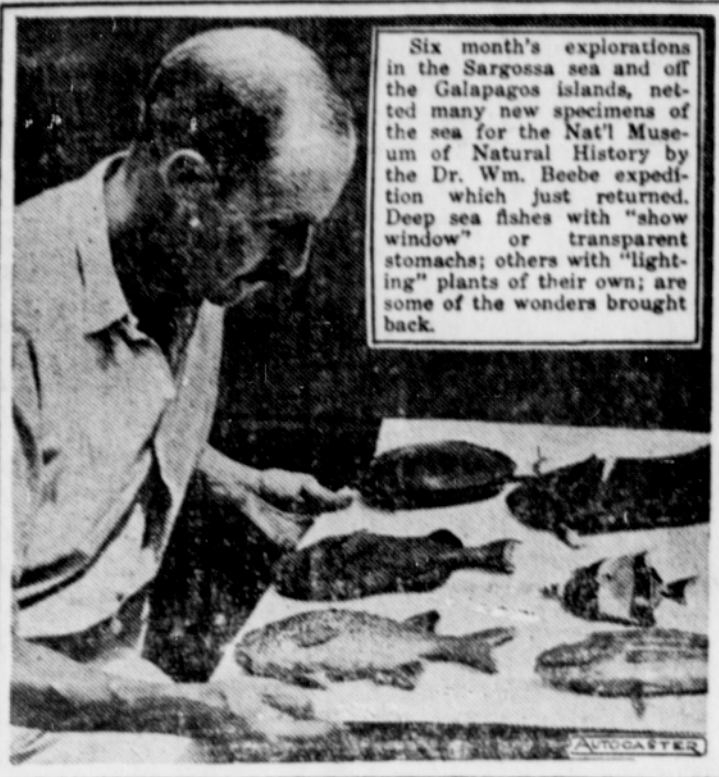 Six month's explorations
in the Sargossa sea and off
the Galapagos islands, net-
ted many new specimens of
the sea for the Nat'l Muse-
um of Natural History by
the Dr. Wm. Beebe expedi-
tion which just returned.
Deep sea fishes with "show
window" or transparent
stomachs; others with "light-
ing" plants of their own; are
some of the wonders brought
back.
AUTOCASTER